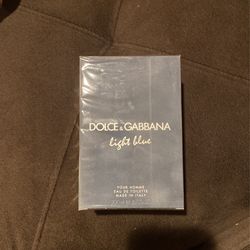 DOLCE & GABBANA
light blue
POUR HOMME
EAU DE TOILETTE
MADE IN ITALY